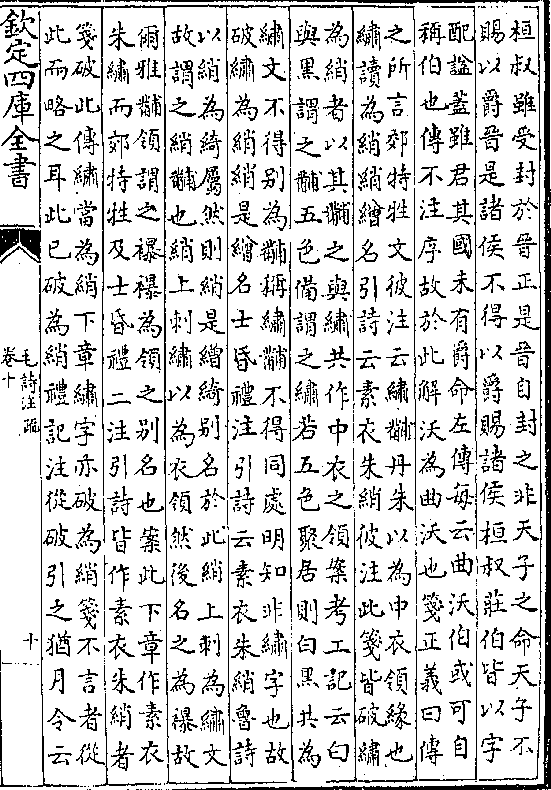 桓叔雖受封於晉正是晉自封之非天子之命天子不
賜以爵晉是諸侯不得以爵賜諸侯桓叔莊伯皆以字
配諡蓋雖君其國未有爵命左傳每云曲沃伯或可自
稱伯也傳不注序故於此解沃為曲沃也箋正義曰傳
之所言郊特牲文彼注云繡黼丹朱以為中衣領緣也
繡讀為綃綃繒名引詩云素衣朱綃彼注此箋皆破繡
為綃者以其黼之與繡共作中衣之領案考工記云白
與黑謂之黼五色備謂之繡若五色聚居則白黑共為
繡文不得别為黼稱繡黼不得同處明知非繡字也故
破繡為綃綃是繒名士昏禮注引詩云素衣朱綃魯詩
以綃為綺屬然則綃是繒綺别名於此綃上刺為繡文
故謂之綃黼也綃上刺繡以為衣領然後名之為襮故
爾雅黼領謂之襮襮為領之别名也案此下章作素衣
朱繡而郊特牲及士昏禮二注引詩皆作素衣朱綃者
箋破此傳繡當為綃下章繡字亦破為綃箋不言者從
此而略之耳此已破為綃禮記注從破引之猶月令云
欽定四庫全書
毛詩注疏
卷十
十